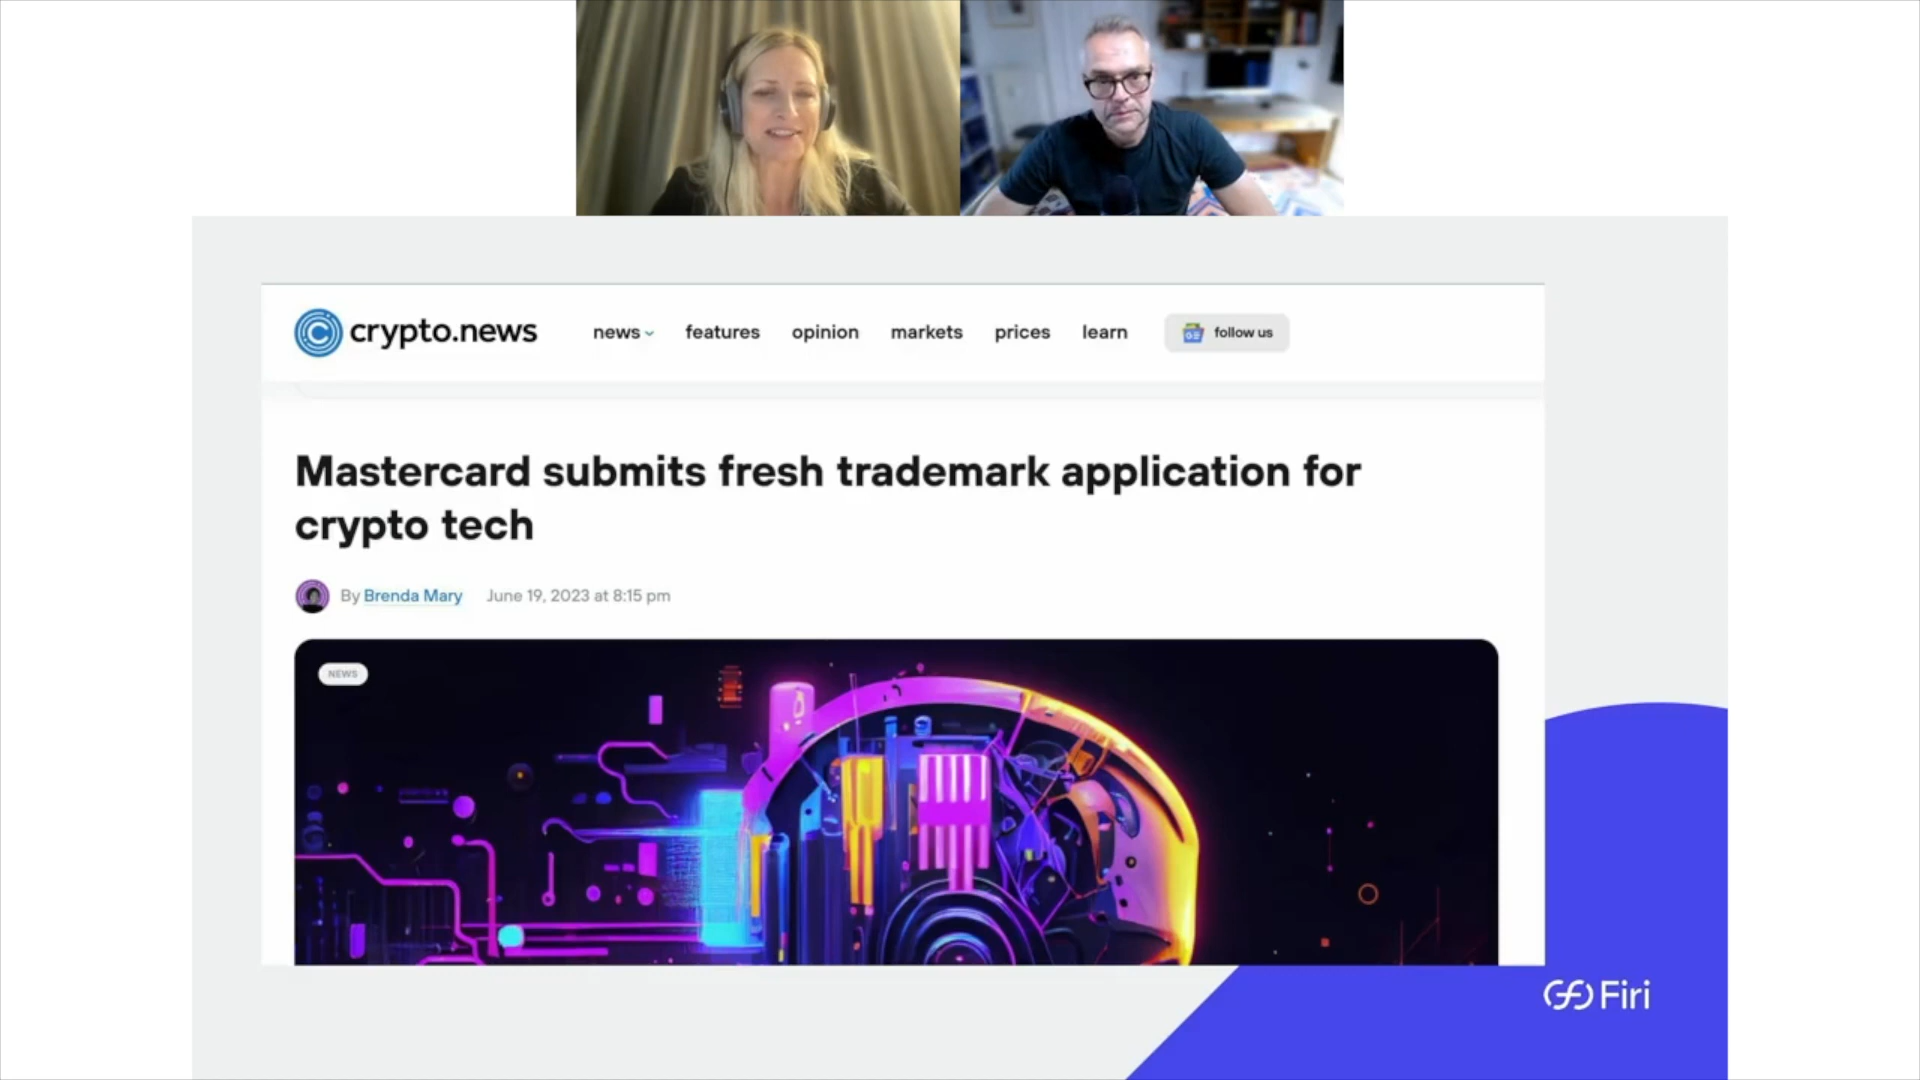 crypto.news
news features opinion markets prices learn follow us
Mastercard submits fresh trademark application for
crypto tech
By Brenda Mary June 19, 2023 at 8:15 pm
NEWS
Firi